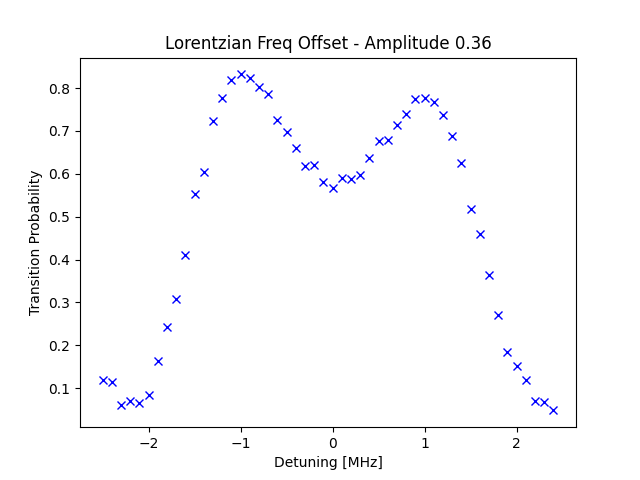 Lorentzian Freq Offset - Amplitude 0.36
Transition Probability
0.8
0.7
0.6
0.5
0.4
0.3
0.2
0.1
−2 −1 0 1 2
Detuning [MHz]